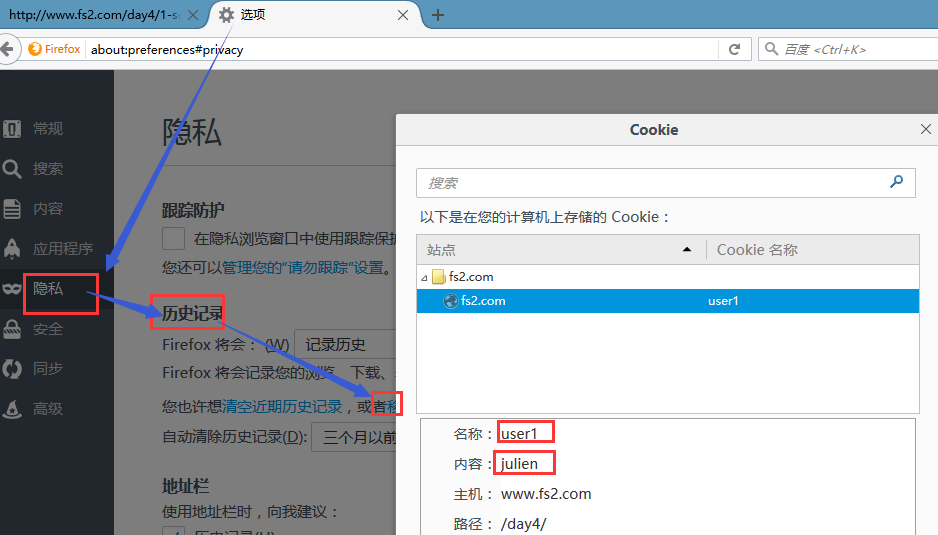 http://www.fs2.com/day4/1-s
选项
Firefox
about:preferences#privacy
百度 <Ctrl+K>
常规
搜索
内容
应用程序
隐私
安全
同步
高级
隐私
跟踪防护
在隐私浏览窗口中使用跟踪保护
您还可以管理您的“请勿跟踪”设置。
历史记录
Firefox 将会： (W) 记录历史
Firefox 将会记录您的浏览、下载、
您也许想清空近期历史记录，或者移
自动清除历史记录(D): 三个月以前
地址栏
使用地址栏时，向我建议：
历史记录(H)
Cookie
搜索
以下是在您的计算机上存储的 Cookie：
站点 Cookie 名称
fs2.com
fs2.com user1
名称： user1
内容： julien
主机： www.fs2.com
路径： /day4/